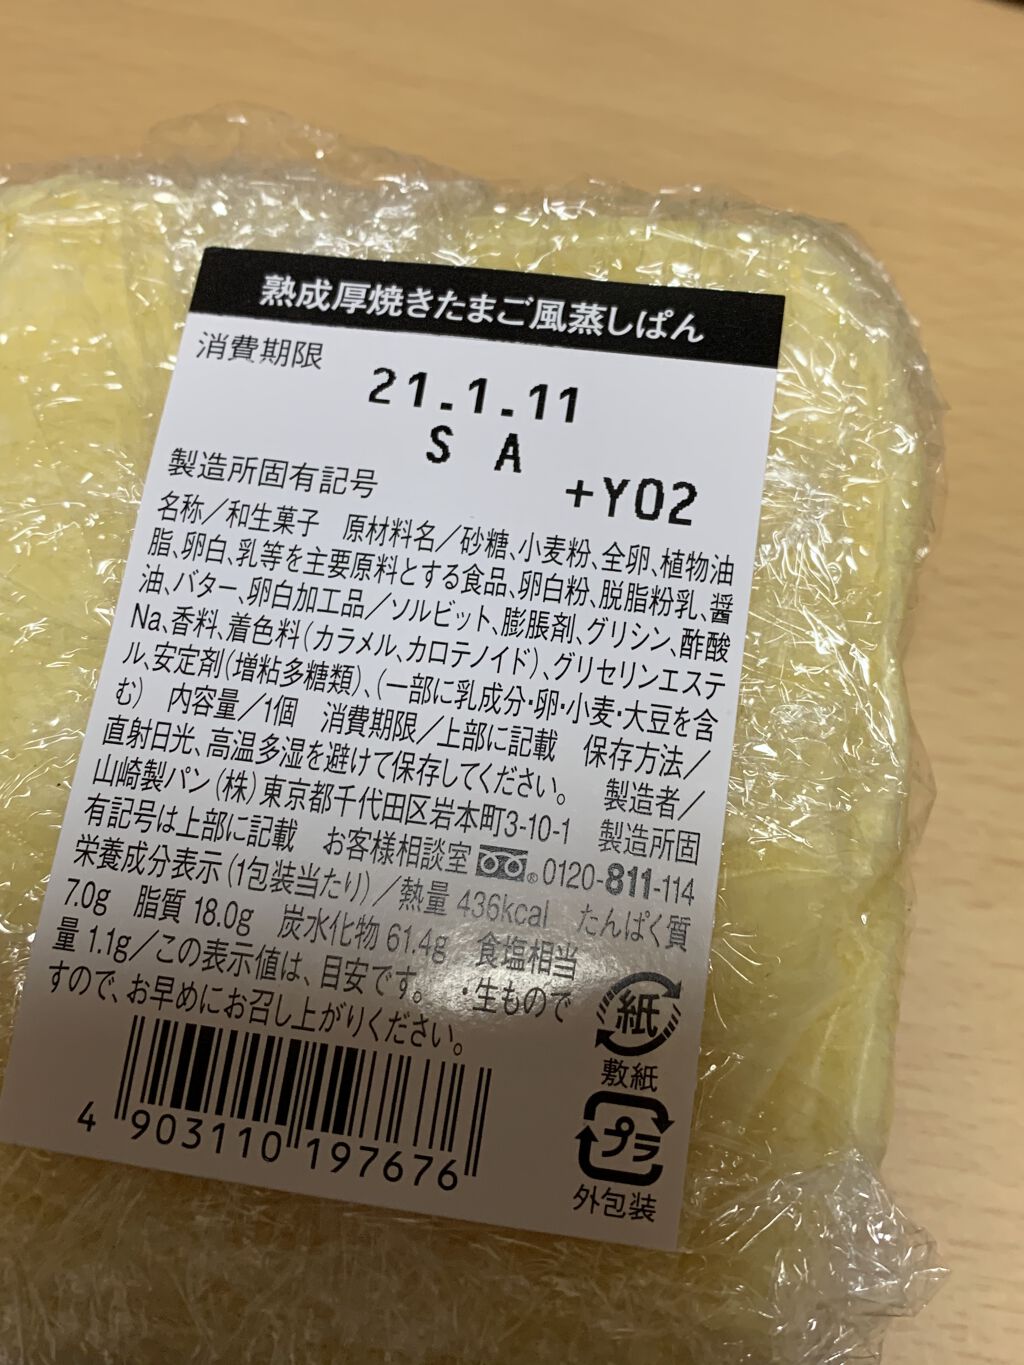 熟成厚焼きたまご風蒸しぱん
消費期限
21.1.11
S A
製造所固有記号
+Y02
名称／和生菓子 原材料名／砂糖、小麦粉、全卵、植物油
脂、卵白、乳等を主要原料とする食品、卵白粉、脱脂粉乳、醤
油、バター、卵白加工品／ソルビット、膨脹剤、グリシン、酢酸
Na、香料、着色料（カラメル、カロテノイド）、グリセリンエステ
ル、安定剤（増粘多糖類）、（一部に乳成分・卵・小麦・大豆を含
む） 内容量／1個 消費期限／上部に記載 保存方法／
直射日光、高温多湿を避けて保存してください。 製造者／
山崎製パン（株）東京都千代田区岩本町3-10-1 製造所固
有記号は上部に記載 お客様相談室 0120-811-114
栄養成分表示（1包装当たり）／熱量 436kcal たんぱく質
7.0g 脂質 18.0g 炭水化物 61.4g 食塩相当
量 1.1g／この表示値は、目安です。 ・生もので
すので、お早めにお召し上がりください。
紙
敷紙
プラ
外包装
4 903110 197676